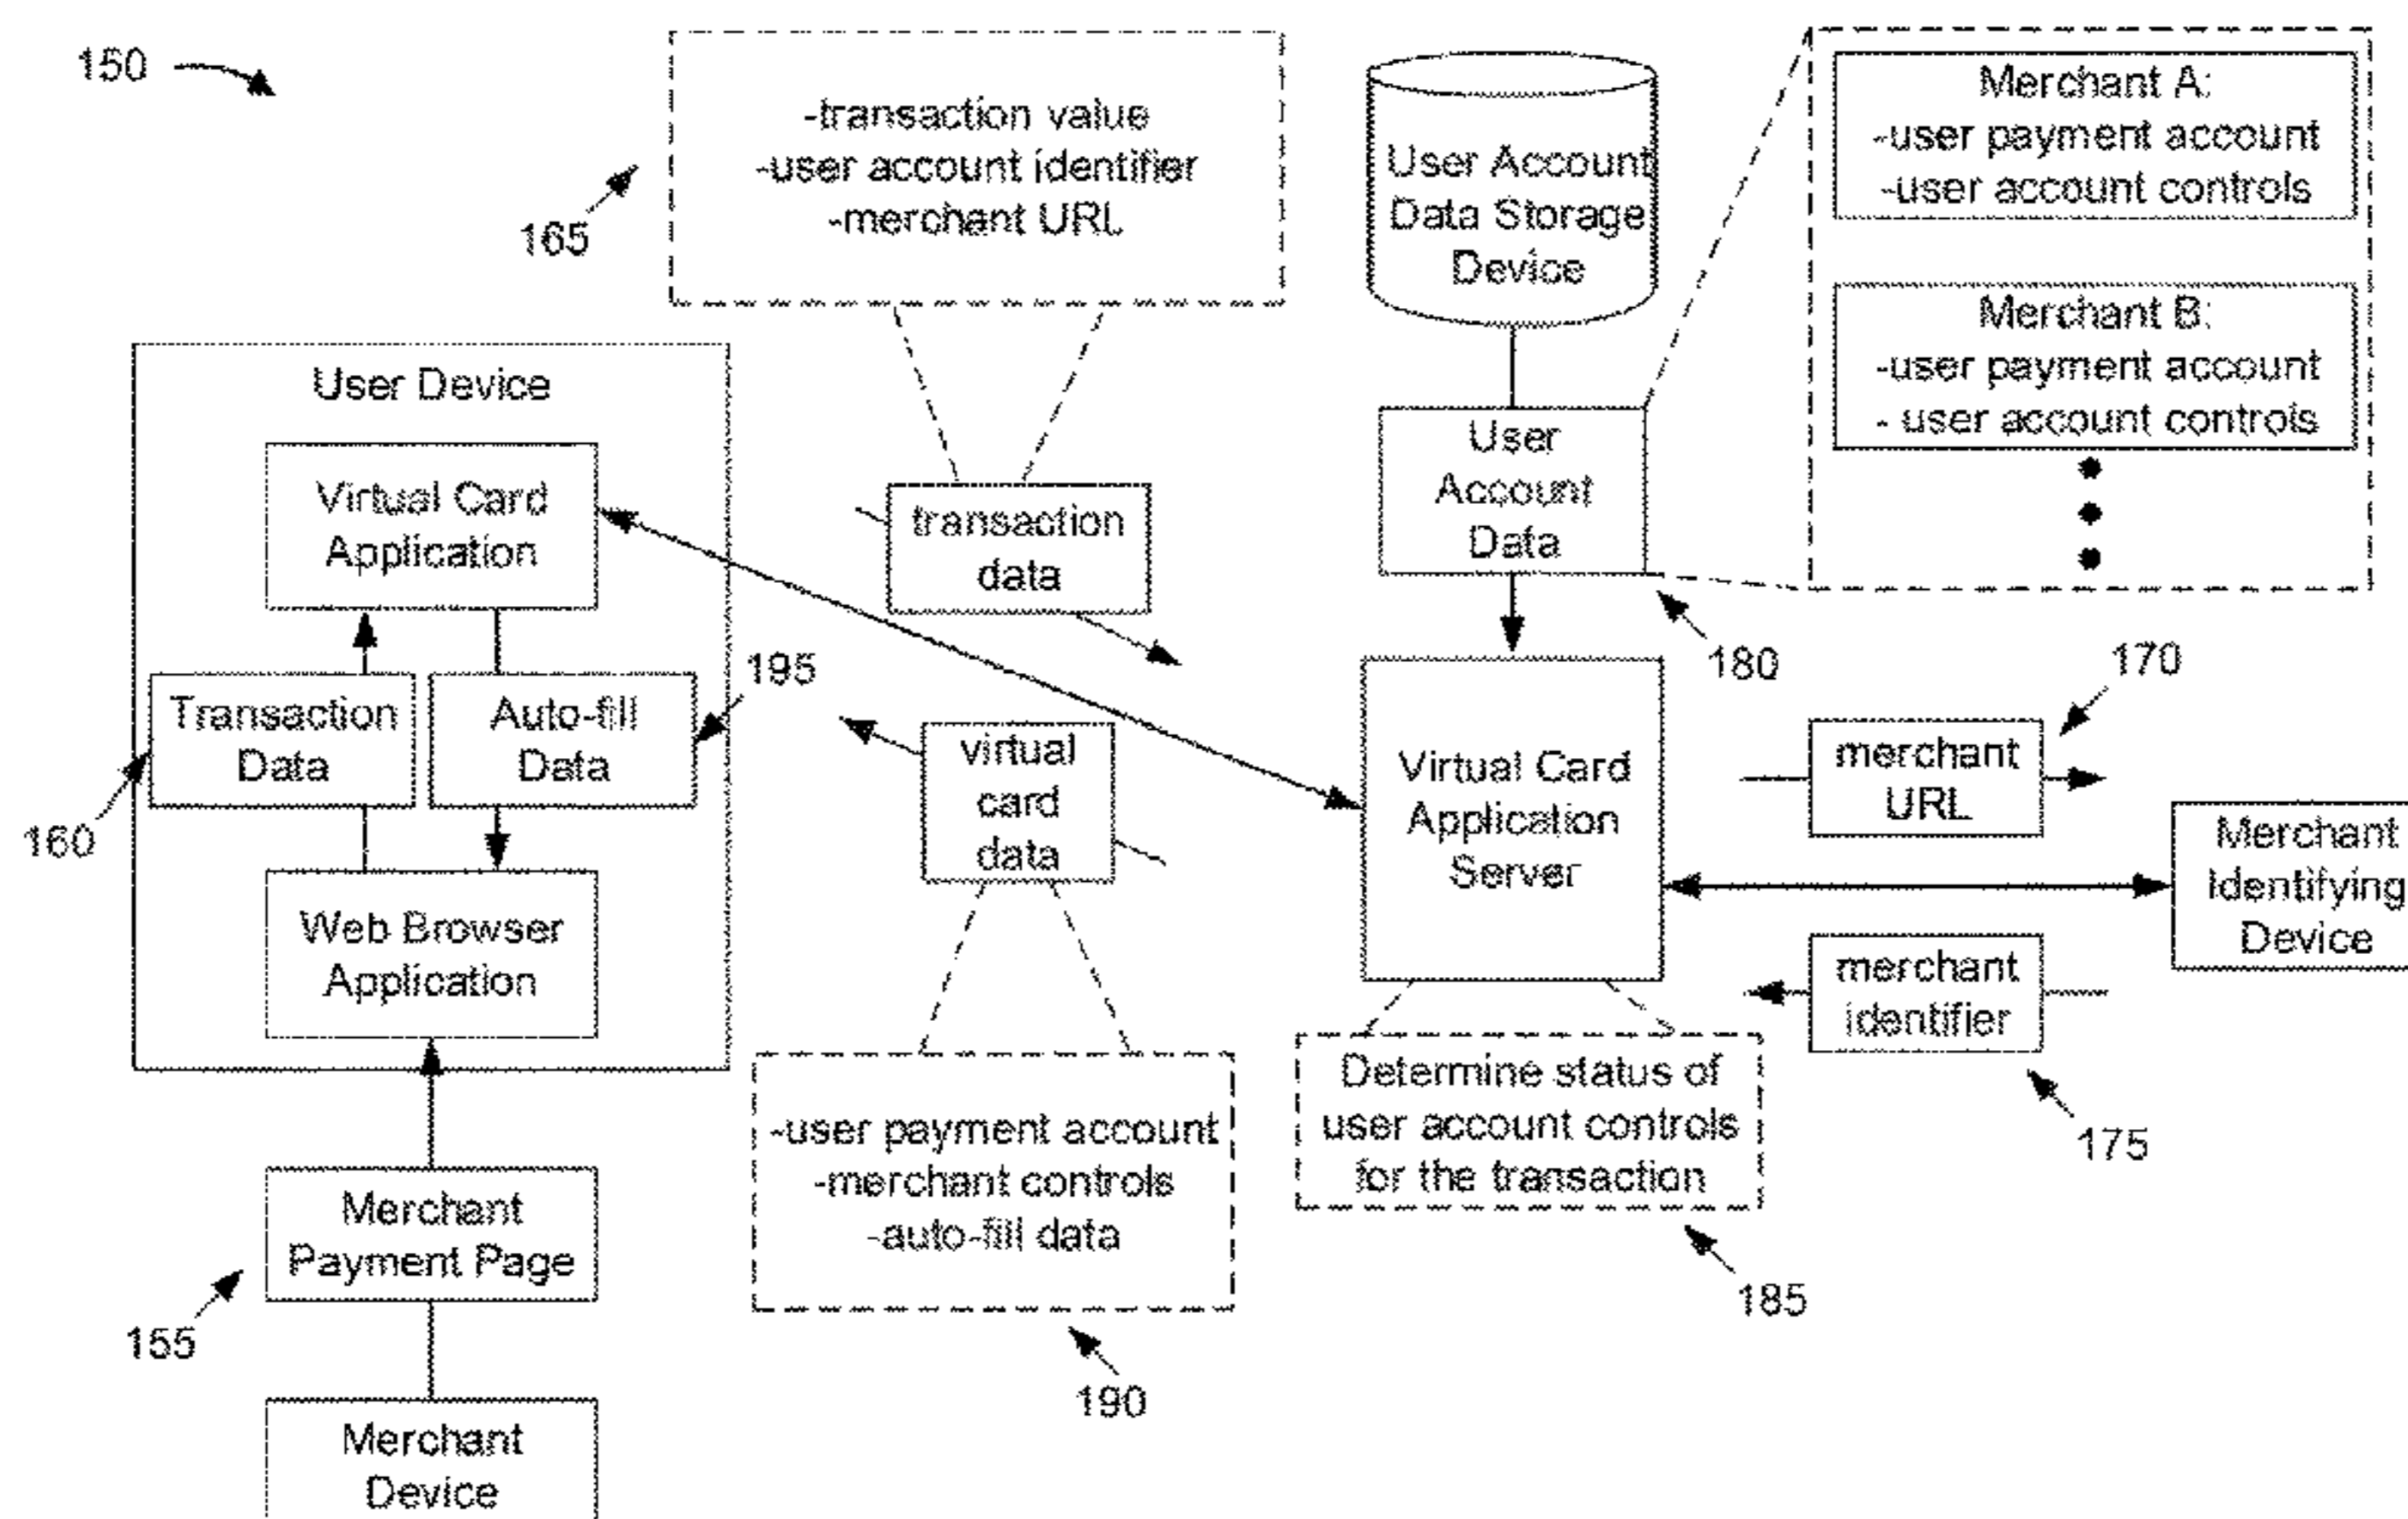 150
-transaction value
-user account identifier
-merchant URL
165
User Account
Data Storage
Device
Merchant A:
-user payment account
-user account controls
Merchant B:
-user payment account
- user account controls
User Device
Virtual Card
Application
transaction
data
User
Account
Data
180
Transaction
Data
Auto-fill
Data
195
160
virtual
card
data
Virtual Card
Application
Server
170
merchant
URL
Merchant
Identifying
Device
merchant
identifier
175
Web Browser
Application
Determine status of
user account controls
for the transaction
185
-user payment account
-merchant controls
-auto-fill data
190
Merchant
Payment Page
155
Merchant
Device